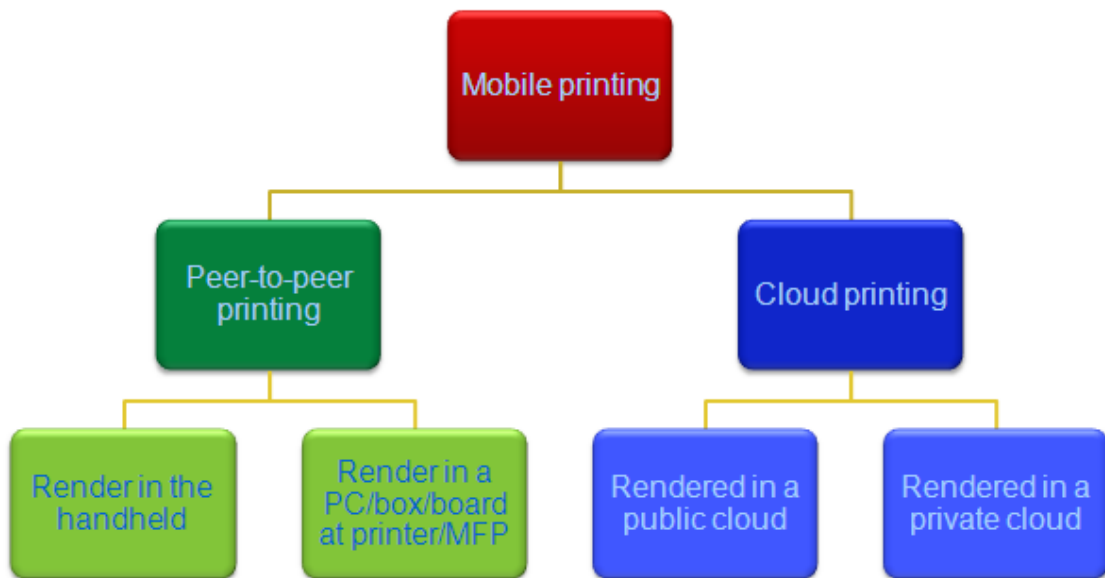 Mobile printing
Peer-to-peer
printing
Cloud printing
Render in the
handheld
Render in a
PC/box/board
at printer/MFP
Rendered in a
public cloud
Rendered in a
private cloud